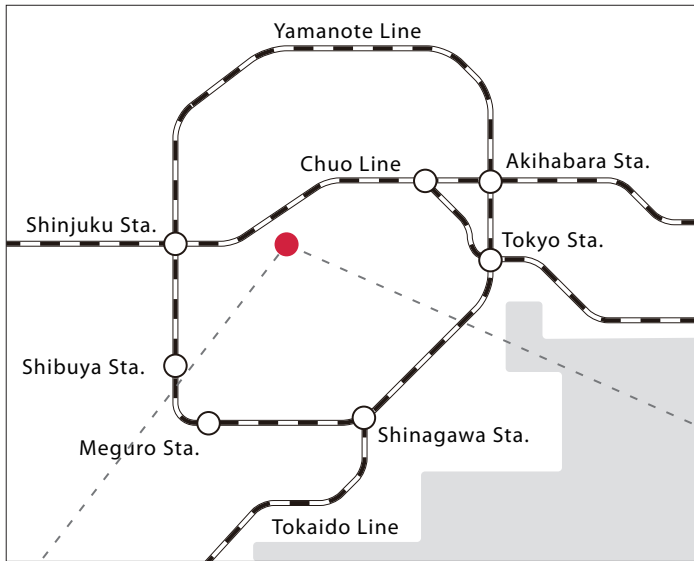 Yamanote Line
Chuo Line
Akihabara Sta.
Shinjuku Sta.
Tokyo Sta.
Shibuya Sta.
Meguro Sta.
Shinagawa Sta.
Tokaido Line